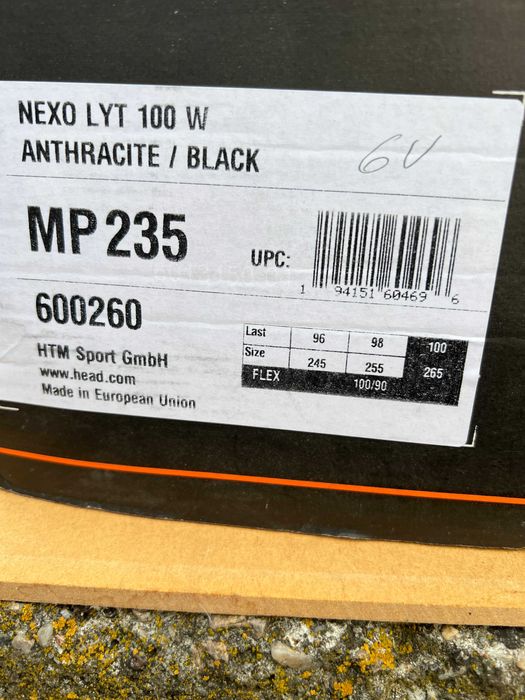 NEXO LYT 100 W
ANTHRACITE / BLACK
6U
MP 235
UPC:
1 94151 60469 6
600260
HTM Sport GmbH
www.head.com
Made in European Union
Last 96 98 100
Size 245 255 265
FLEX 100/90